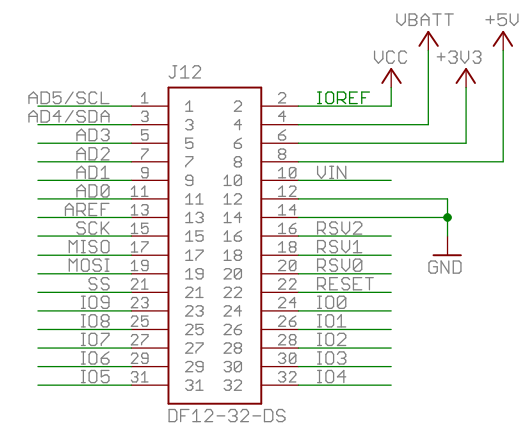 VBATT +5V
VCC +3V3
J12
AD5/SCL 1 1 2 2 IOREF
AD4/SDA 3 3 4 4
AD3 5 5 6 6
AD2 7 7 8 8
AD1 9 9 10 10 VIN
AD0 11 11 12 12
AREF 13 13 14 14
SCK 15 15 16 16 RSV2
MISO 17 17 18 18 RSV1
MOSI 19 19 20 20 RSV0
SS 21 21 22 22 RESET
IO9 23 23 24 24 IO0
IO8 25 25 26 26 IO1
IO7 27 27 28 28 IO2
IO6 29 29 30 30 IO3
IO5 31 31 32 32 IO4
GND
DF12-32-DS